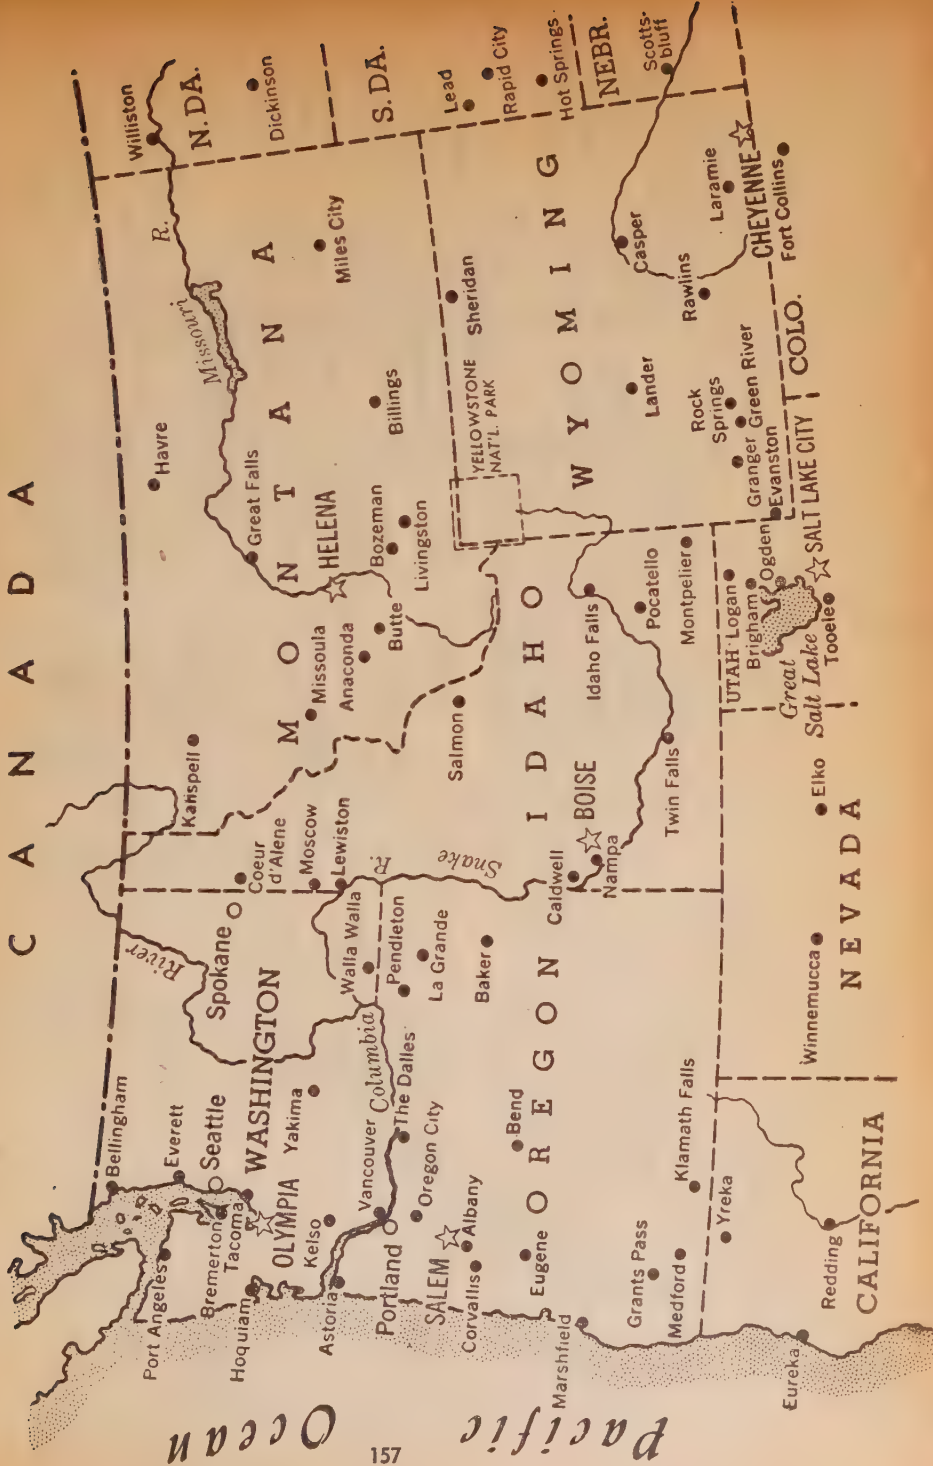 CANADA
Pacific Ocean
WASHINGTON
Bellingham
Everett
Seattle
Port Angeles
Bremerton
Tacoma
OLYMPIA
Hoquiam
Kelso
Astoria
Yakima
Vancouver
Spokane
Walla Walla
River
Columbia
R.
Snake
OREGON
Portland
The Dalles
Oregon City
SALEM
Albany
Corvallis
Eugene
Bend
Pendleton
La Grande
Baker
Marshfield
Grants Pass
Medford
Klamath Falls
IDAHO
Coeur
d'Alene
Moscow
Lewiston
Salmon
Caldwell
Nampa
BOISE
Twin Falls
Idaho Falls
Pocatello
Montpelier
MONTANA
Kalispell
Missoula
Anaconda
Butte
HELENA
Great Falls
Havre
Bozeman
Livingston
Billings
Miles City
Missouri
R.
YELLOWSTONE
NAT'L. PARK
WYOMING
Sheridan
Lander
Casper
Rawlins
Rock
Springs
Green River
Granger
Evanston
Laramie
CHEYENNE
N. DA.
Williston
Dickinson
S. DA.
Lead
Rapid City
Hot Springs
NEBR.
Scotts-
bluff
COLO.
Fort Collins
UTAH
Logan
Brigham
Ogden
SALT LAKE CITY
Great
Salt Lake
Tooele
NEVADA
Elko
Winnemucca
CALIFORNIA
Yreka
Redding
Eureka
157